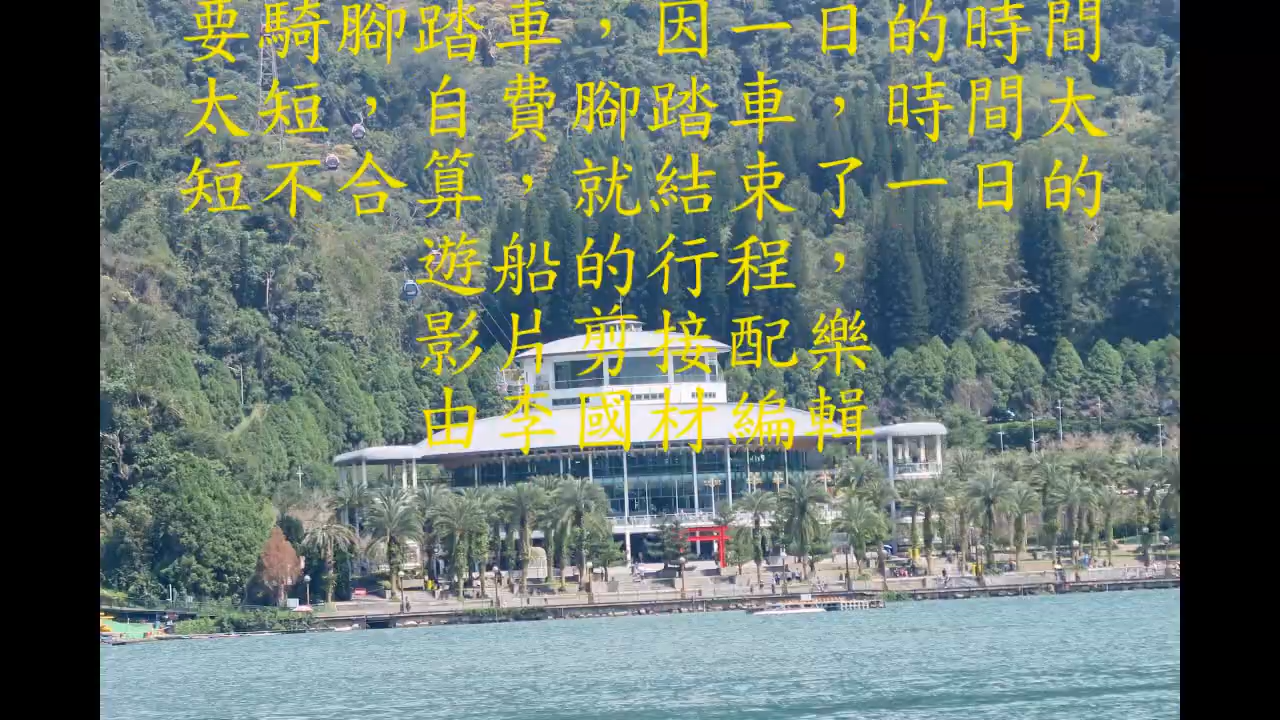 要騎腳踏車，因一日的時間
太短，自費腳踏車，時間太
短不合算，就結束了一日的
遊船的行程，
影片剪接配樂
由李國材編輯